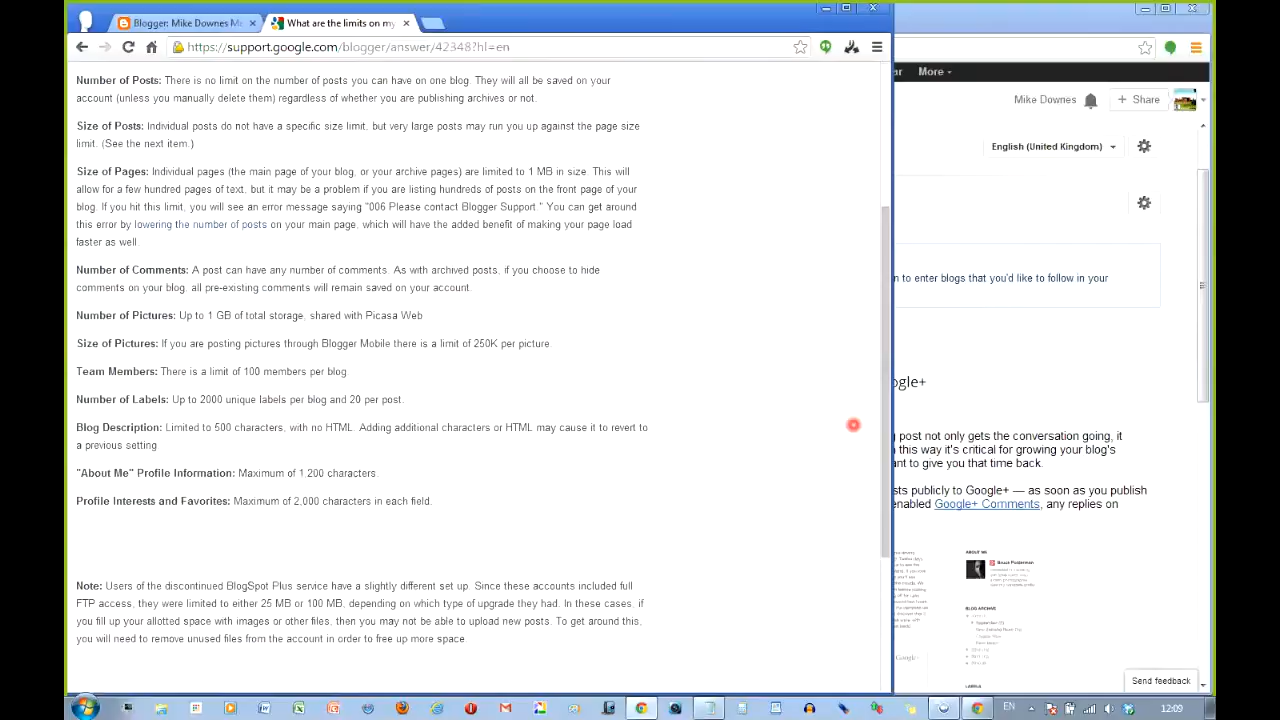 Blogger: Mike Downes M
What are the limits on my
https://support.google.com/blogger/answer/42348?hl=en
Number of Posts: There is no limit on the number of posts you can have on one blog. They will all be saved on your
account (unless you manually delete them) regardless of whether you are publishing archives or not.
Size of Posts: Individual posts do not have a specific size limit, but very large posts may run you up against the page size
limit. (See the next item.)
Size of Pages: Individual pages (the main page of your blog, or your archive pages) are limited to 1 MB in size. This will
allow for a few hundred pages of text, but it may be a problem if you are listing hundreds of posts on the front page of your
blog. If you hit this limit, you will see an error message saying "006 Please contact Blogger Support." You can get around
this error by lowering the number of posts on your main page, which will have the added benefit of making your page load
faster as well.
Number of Comments: A post can have any number of comments. As with archived posts, if you choose to hide
comments on your blog, all pre-existing comments will remain saved on your account.
Number of Pictures: Up to 1 GB of total storage, shared with Picasa Web
Size of Pictures: If you are posting pictures through Blogger Mobile there is a limit of 250K per picture
Team Members: There is a limit of 100 members per blog
Number of Labels: Up to 2000 unique labels per blog and 20 per post.
Blog Description: Limited to 500 characters, with no HTML. Adding additional characters or HTML may cause it to revert to
a previous setting
"About Me" Profile Information: Maximum of 1,200 characters.
Profile Interests and Favorites: Maximum of 2,000 characters in each field.
Note: Users with Blog*Spot Plus or Blogger Pro may have different settings. Since these features included full
FTP access, they were limited to 25 MB or 100 MB, depending on which type of upgrade they had. In these cases, if
you fill up your allotted space, you will receive errors while publishing or attempting to post. To get around this,
you will need to remove unused files from your account in order to free up more space.
ar
More
Mike Downes
+ Share
English (United Kingdom)
n to enter blogs that you'd like to follow in your
ogle+
g post not only gets the conversation going, it
this way it's critical for growing your blog's
ant to give you that time back.
sts publicly to Google+ — as soon as you publish
enabled Google+ Comments, any replies on
ABOUT ME
BLOG ARCHIVE
LABELS
Send feedback
EN
12:09